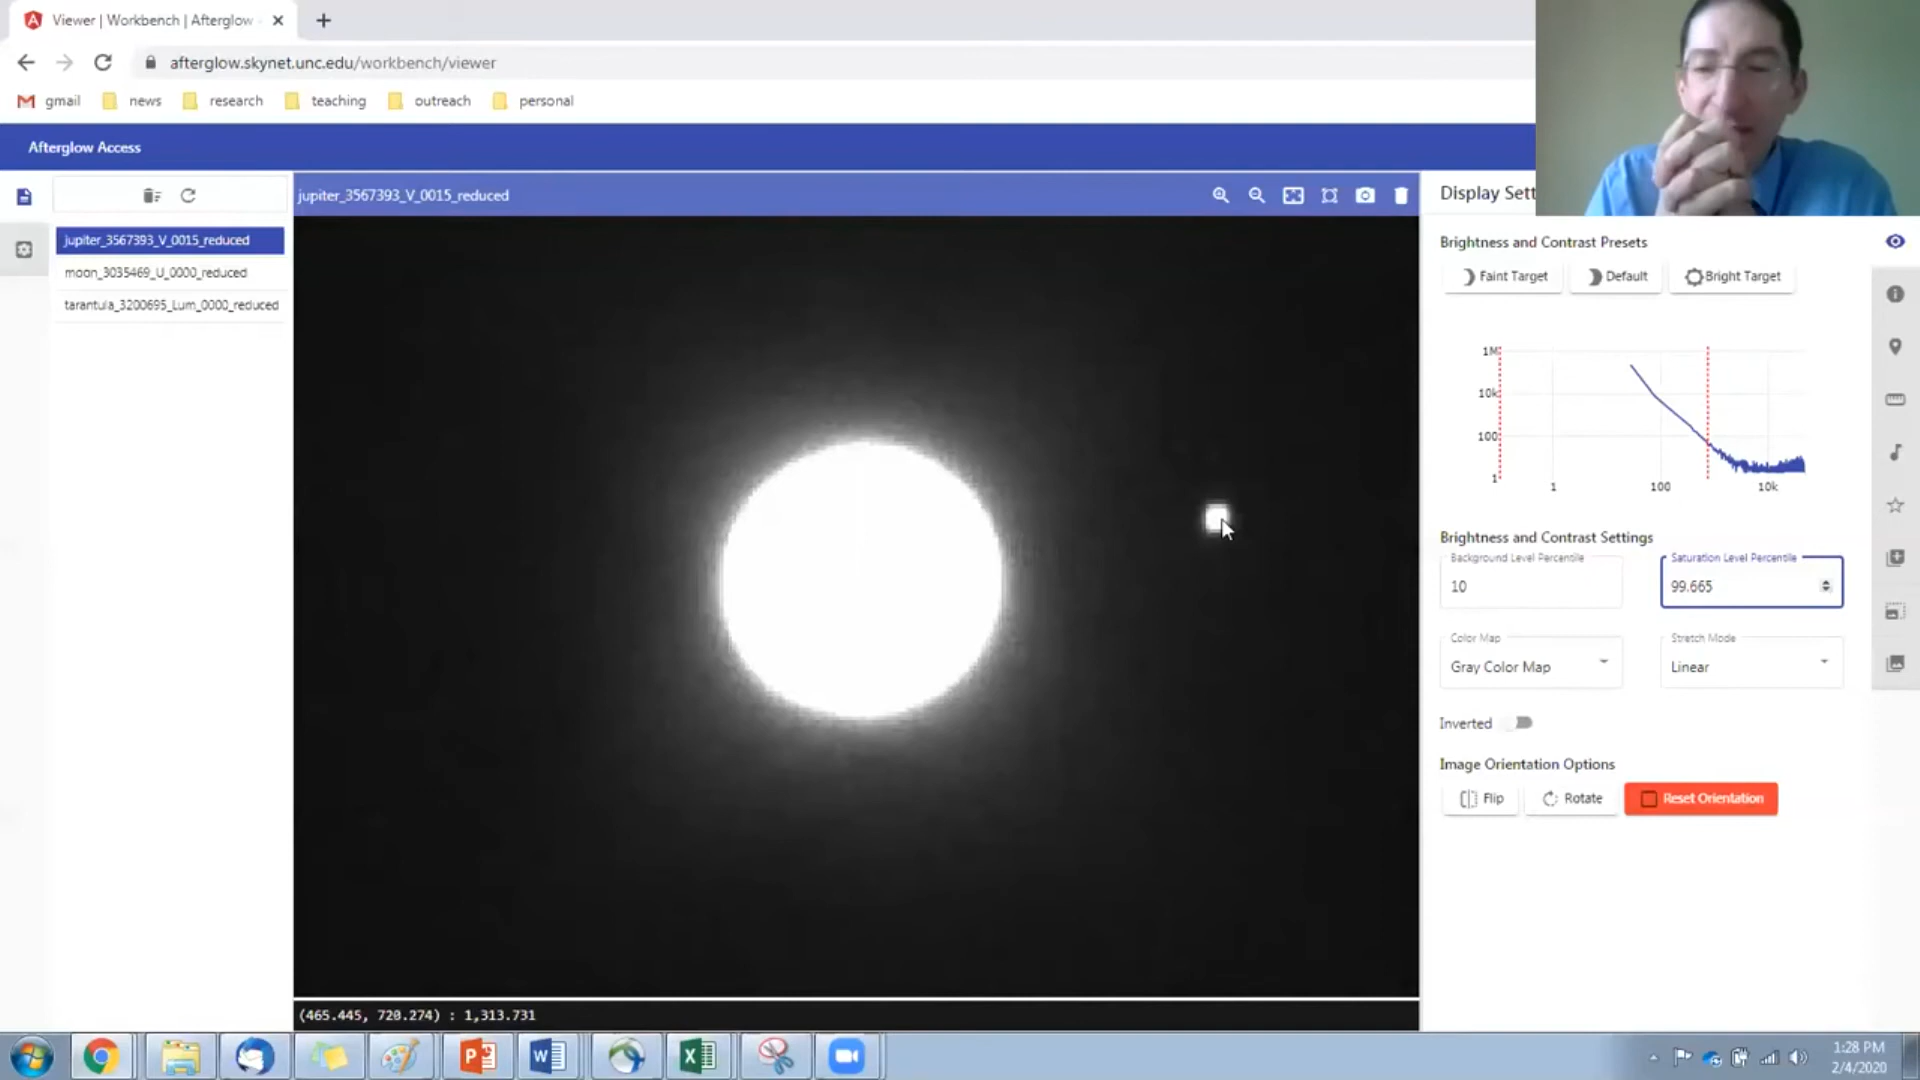 Viewer | Workbench | Afterglow
afterglow.skynet.unc.edu/workbench/viewer
gmail
news
research
teaching
outreach
personal
Afterglow Access
jupiter_3567393_V_0015_reduced
Display Sett
jupiter_3567393_V_0015_reduced
moon_3035469_U_0000_reduced
tarantula_3200695_Lum_0000_reduced
Brightness and Contrast Presets
Faint Target
Default
Bright Target
1M
10k
100
1
1
100
10k
Brightness and Contrast Settings
Background Level Percentile
10
Saturation Level Percentile
99.665
Color Map
Gray Color Map
Stretch Mode
Linear
Inverted
Image Orientation Options
Flip
Rotate
Reset Orientation
(465.445, 720.274) : 1,313.731
1:28 PM
2/4/2020